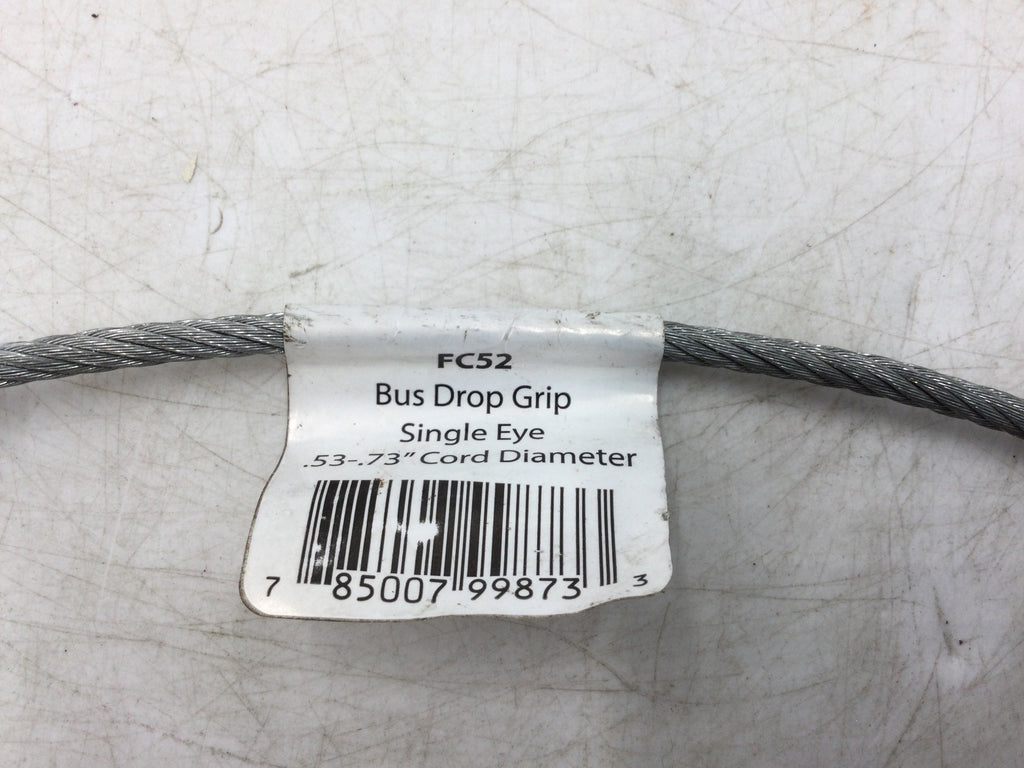 FC52
Bus Drop Grip
Single Eye
.53-.73" Cord Diameter
7 85007 99873 3